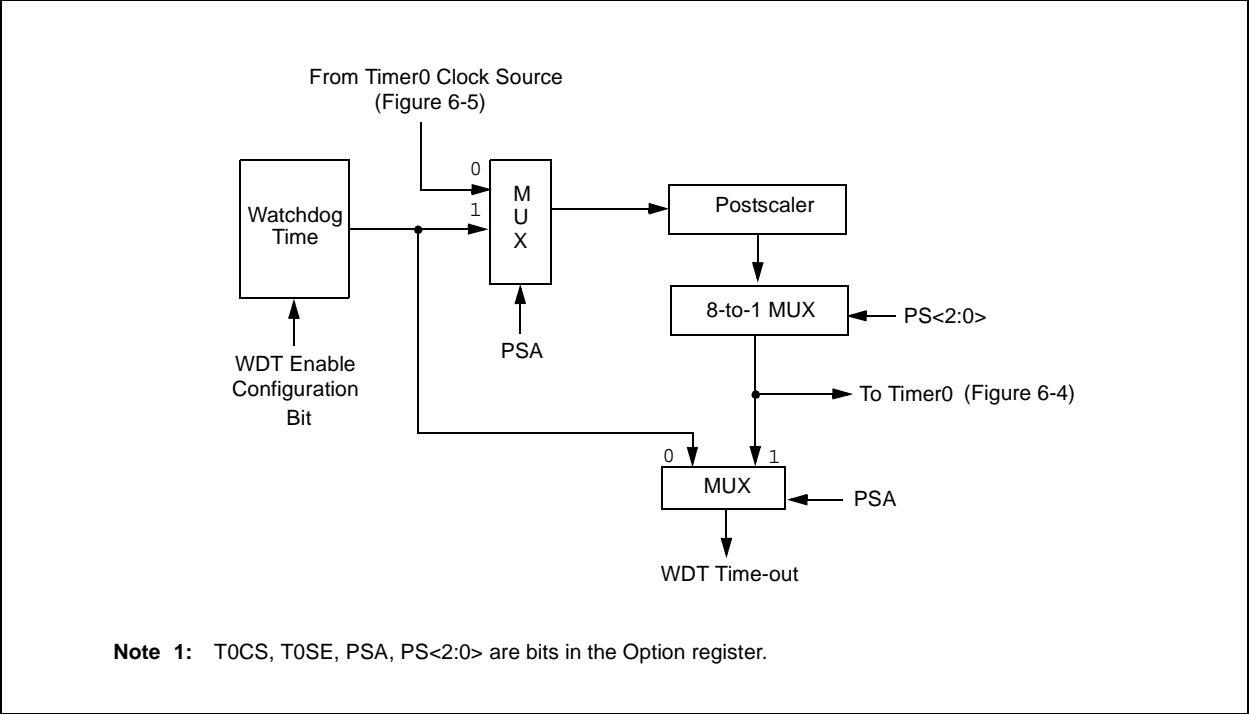 From Timer0 Clock Source
(Figure 6-5)
0
1
M
U
X
Watchdog
Time
Postscaler
8-to-1 MUX
PS<2:0>
PSA
WDT Enable
Configuration
Bit
To Timer0 (Figure 6-4)
0
1
MUX
PSA
WDT Time-out
Note 1: T0CS, T0SE, PSA, PS<2:0> are bits in the Option register.